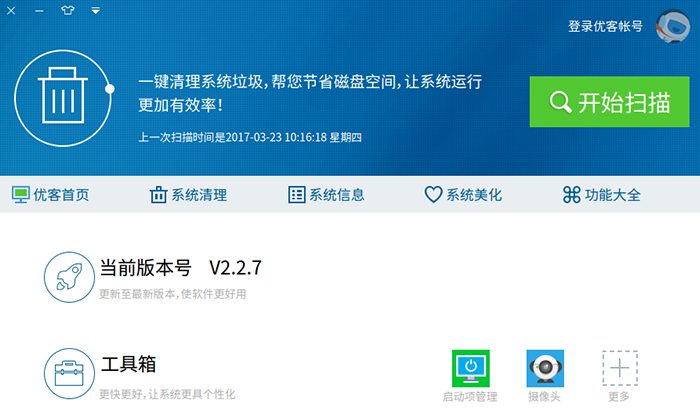 登录优客帐号
一键清理系统垃圾,帮您节省磁盘空间,让系统运行
更加有效率!
开始扫描
上一次扫描时间是2017-03-23 10:16:18 星期四
优客首页 系统清理 系统信息 系统美化 功能大全
当前版本号 V2.2.7
更新至最新版本,使软件更好用
工具箱
更快更好,让系统更具个性化
启动项管理 摄像头 更多